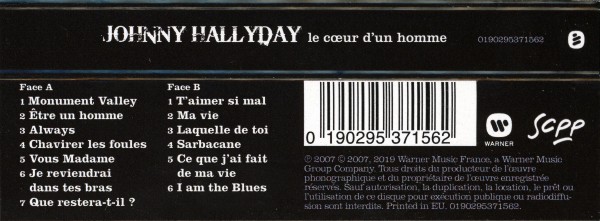 JOHNNY HALLYDAY le cœur d'un homme
0190295371562
Face A
1 Monument Valley
2 Être un homme
3 Always
4 Chavirer les foules
5 Vous Madame
6 Je reviendrai
dans tes bras
7 Que restera-t-il ?
Face B
1 T'aimer si mal
2 Ma vie
3 Laquelle de toi
4 Sarbacane
5 Ce que j'ai fait
de ma vie
6 I am the Blues
0 190295 371562
WARNER
SCPP
℗ 2007 © 2007, 2019 Warner Music France, a Warner Music
Group Company. Tous droits du producteur de l'œuvre
phonographique et du propriétaire de l'œuvre enregistrée
réservés. Sauf autorisation, la duplication, la location, le prêt ou
l'utilisation de ce disque pour exécution publique ou radiodiffu-
sion sont interdits. Printed in EU. 0190295371562.